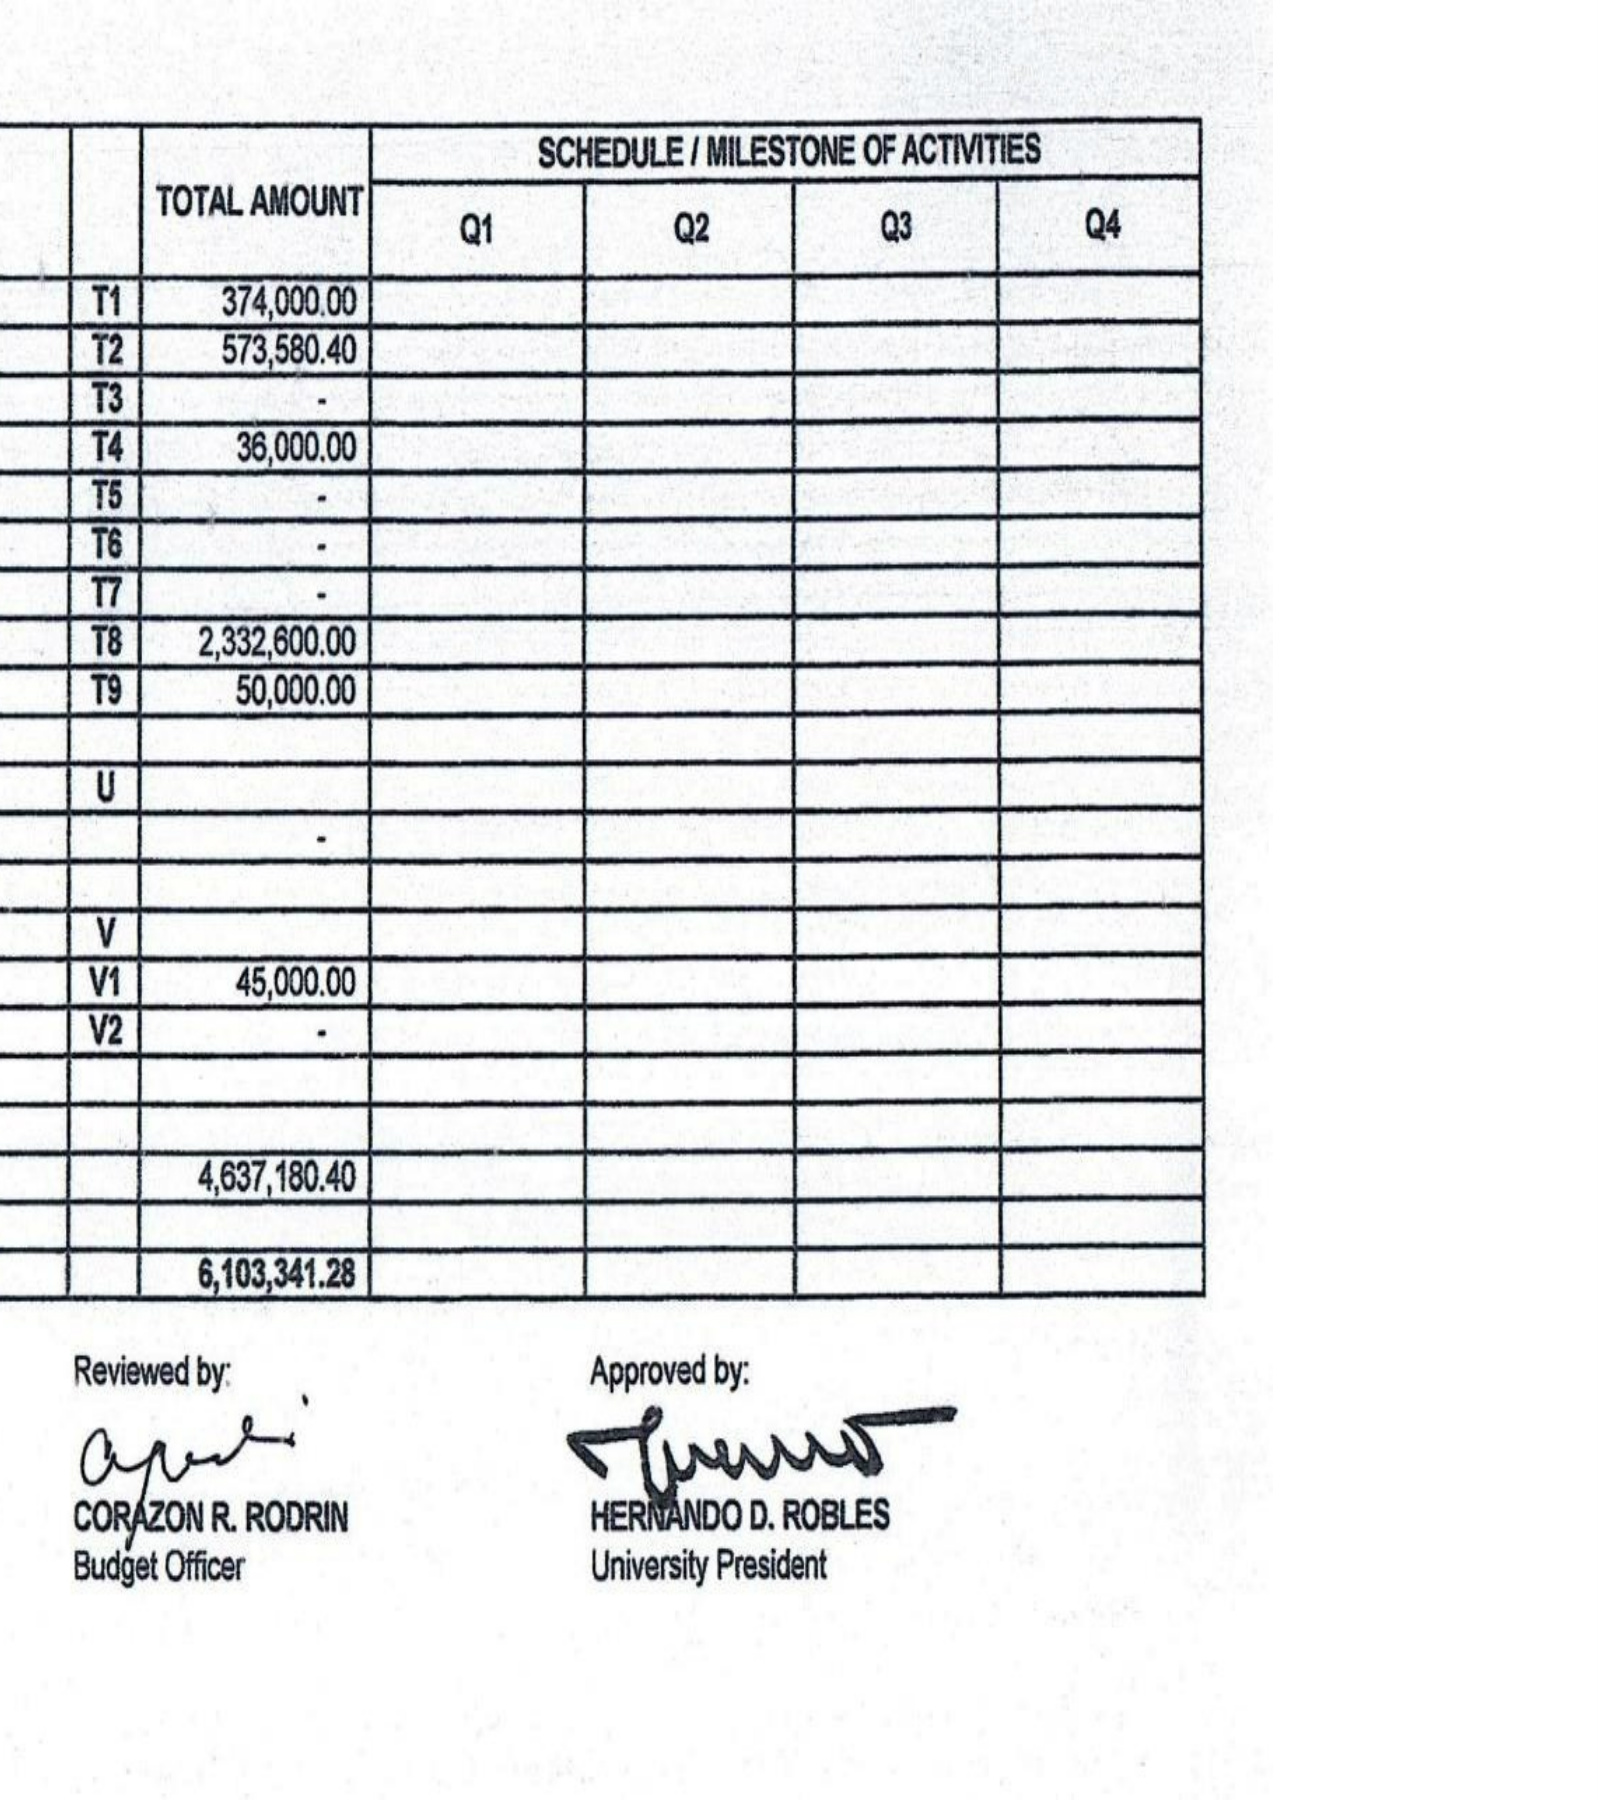 SCHEDULE / MILESTONE OF ACTIVITIES
TOTAL AMOUNT
Q1 Q2 Q3 Q4
T1 374,000.00
T2 573,580.40
T3 -
T4 36,000.00
T5 -
T6 -
T7 -
T8 2,332,600.00
T9 50,000.00
U
-
V
V1 45,000.00
V2 -
4,637,180.40
6,103,341.28
Reviewed by: Approved by:
CORAZON R. RODRIN HERNANDO D. ROBLES
Budget Officer University President